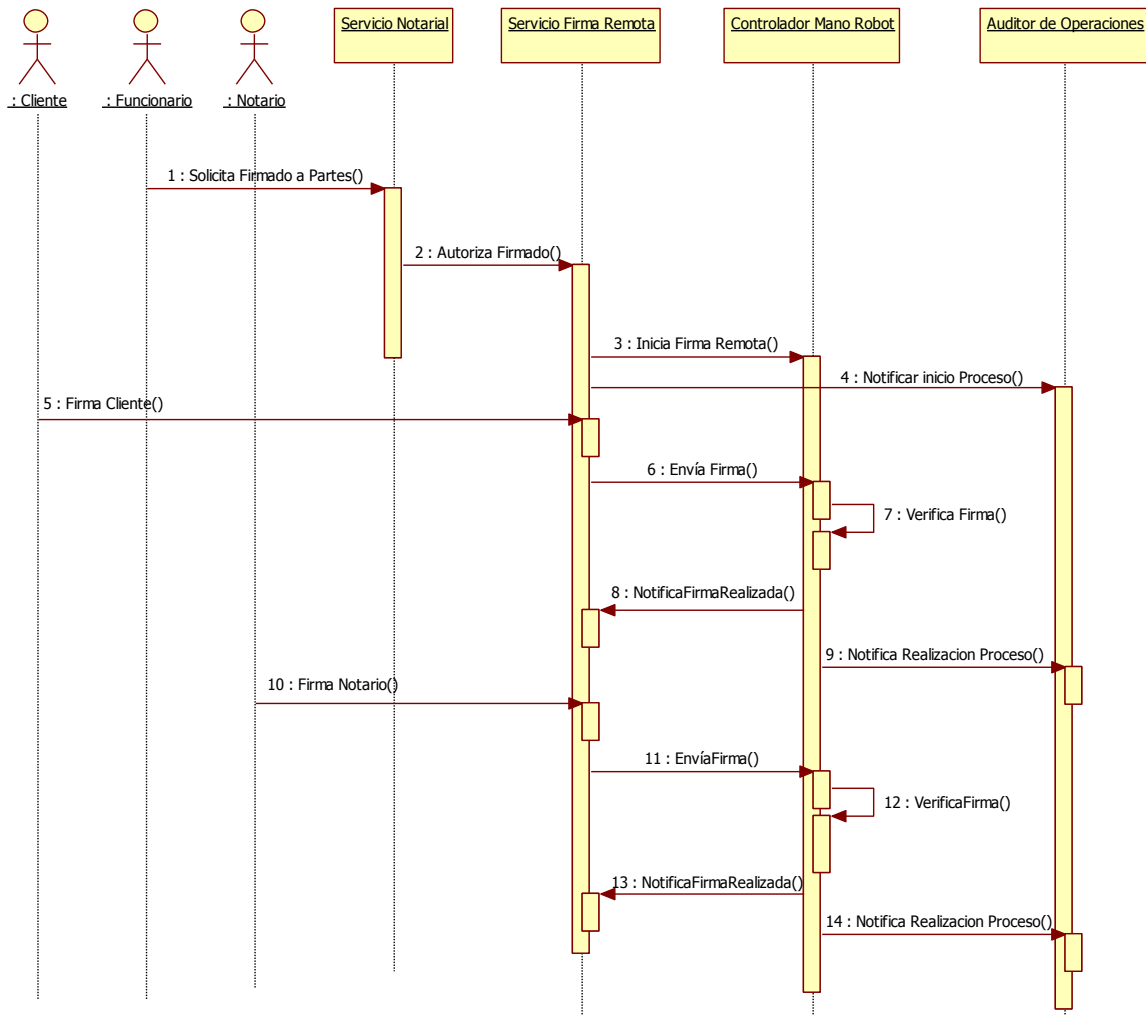 Servicio Notarial
Servicio Firma Remota
Controlador Mano Robot
Auditor de Operaciones
: Cliente
: Funcionario
: Notario
1 : Solicita Firmado a Partes()
2 : Autoriza Firmado()
3 : Inicia Firma Remota()
4 : Notificar inicio Proceso()
5 : Firma Cliente()
6 : Envía Firma()
7 : Verifica Firma()
8 : NotificaFirmaRealizada()
9 : Notifica Realizacion Proceso()
10 : Firma Notario()
11 : EnvíaFirma()
12 : VerificaFirma()
13 : NotificaFirmaRealizada()
14 : Notifica Realizacion Proceso()